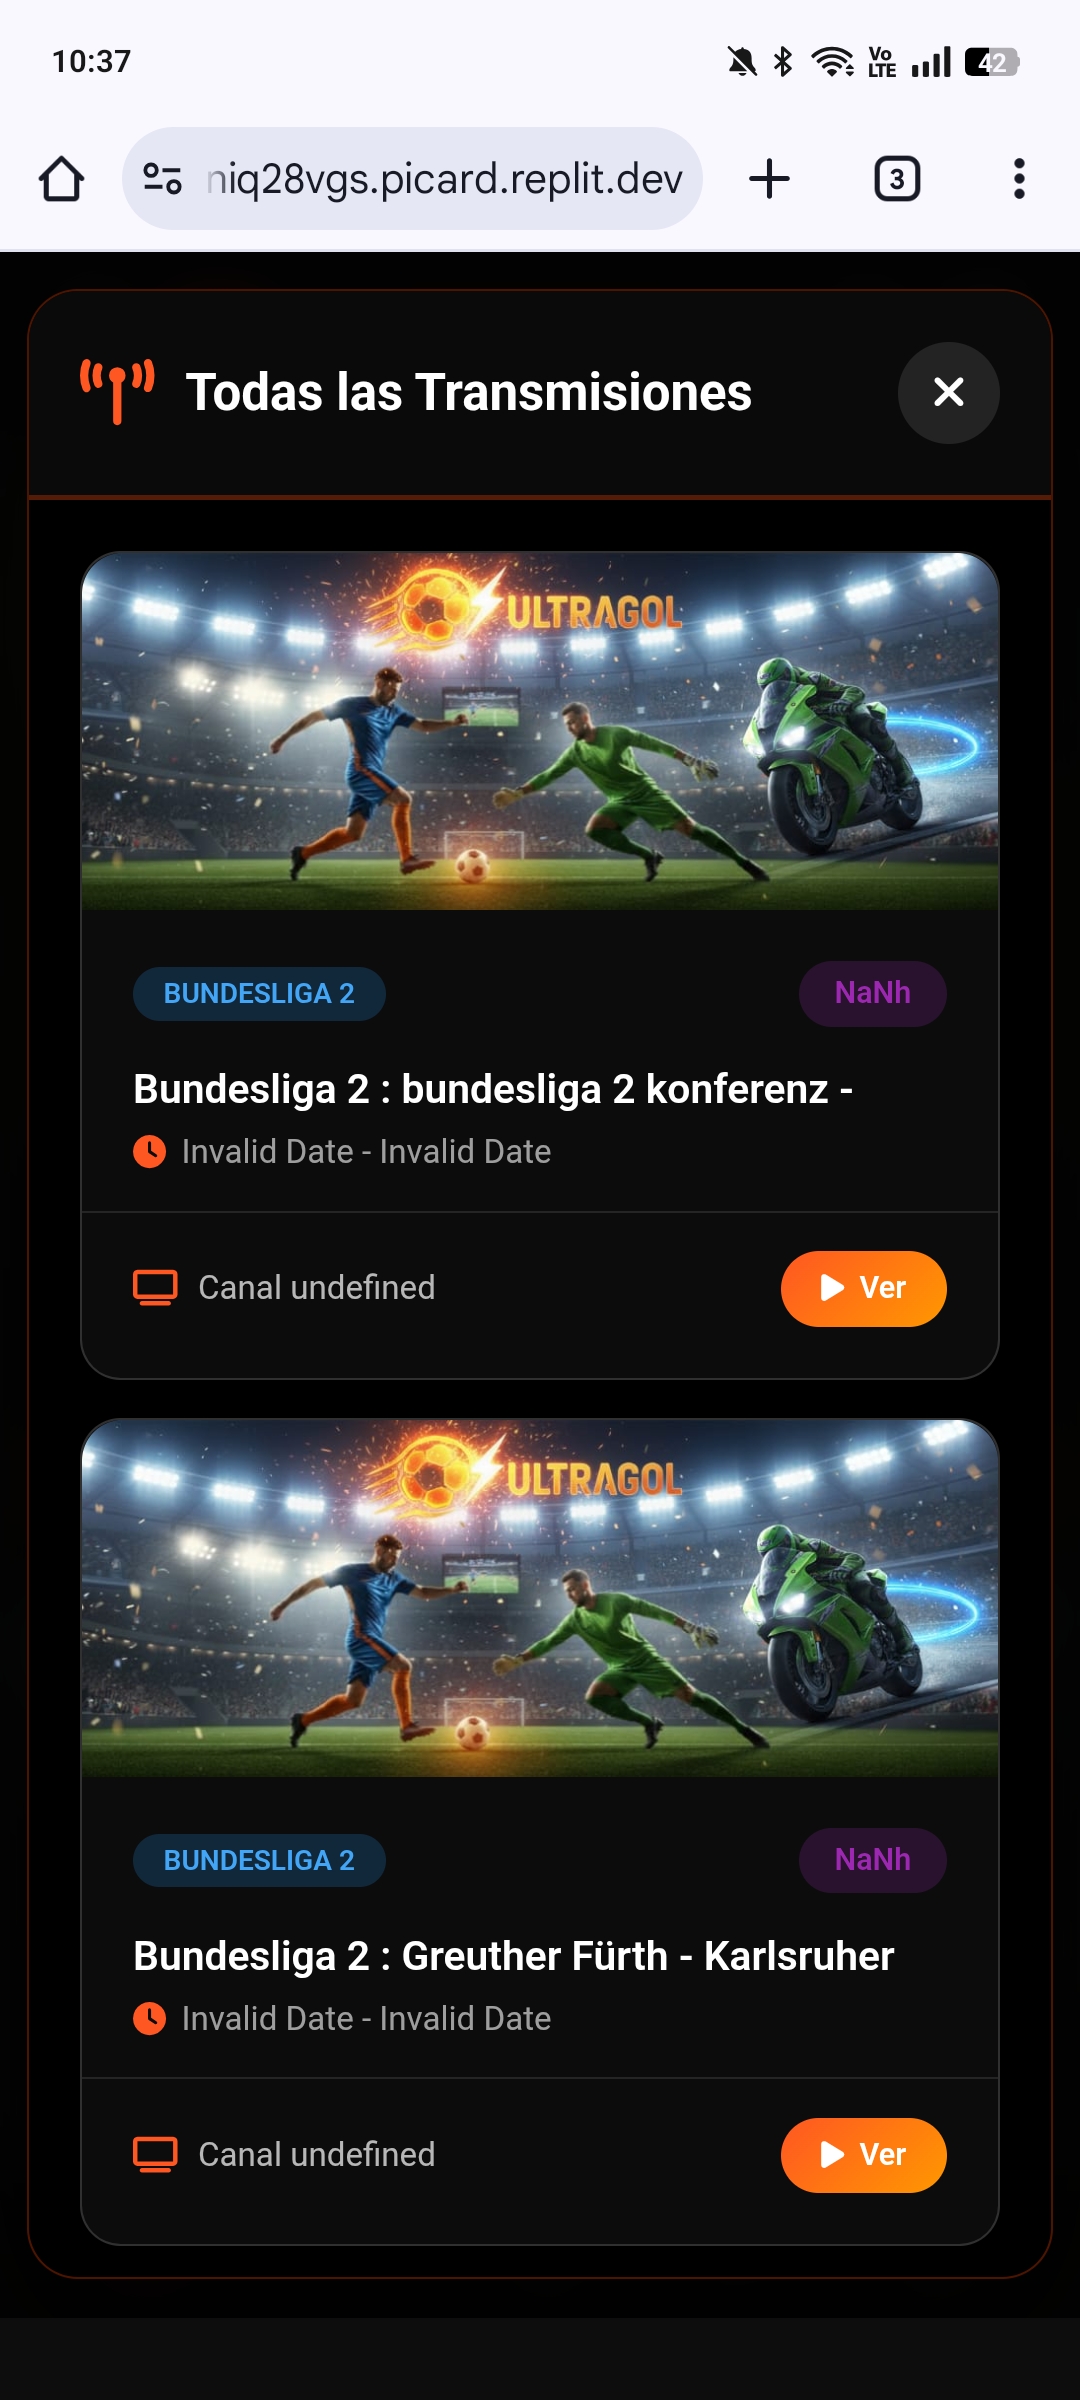 10:37
Vo
LTE
42
niq28vgs.picard.replit.dev
3
Todas las Transmisiones
ULTRAGOL
BUNDESLIGA 2
NaNh
Bundesliga 2 : bundesliga 2 konferenz -
Invalid Date - Invalid Date
Canal undefined
Ver
ULTRAGOL
BUNDESLIGA 2
NaNh
Bundesliga 2 : Greuther Fürth - Karlsruher
Invalid Date - Invalid Date
Canal undefined
Ver